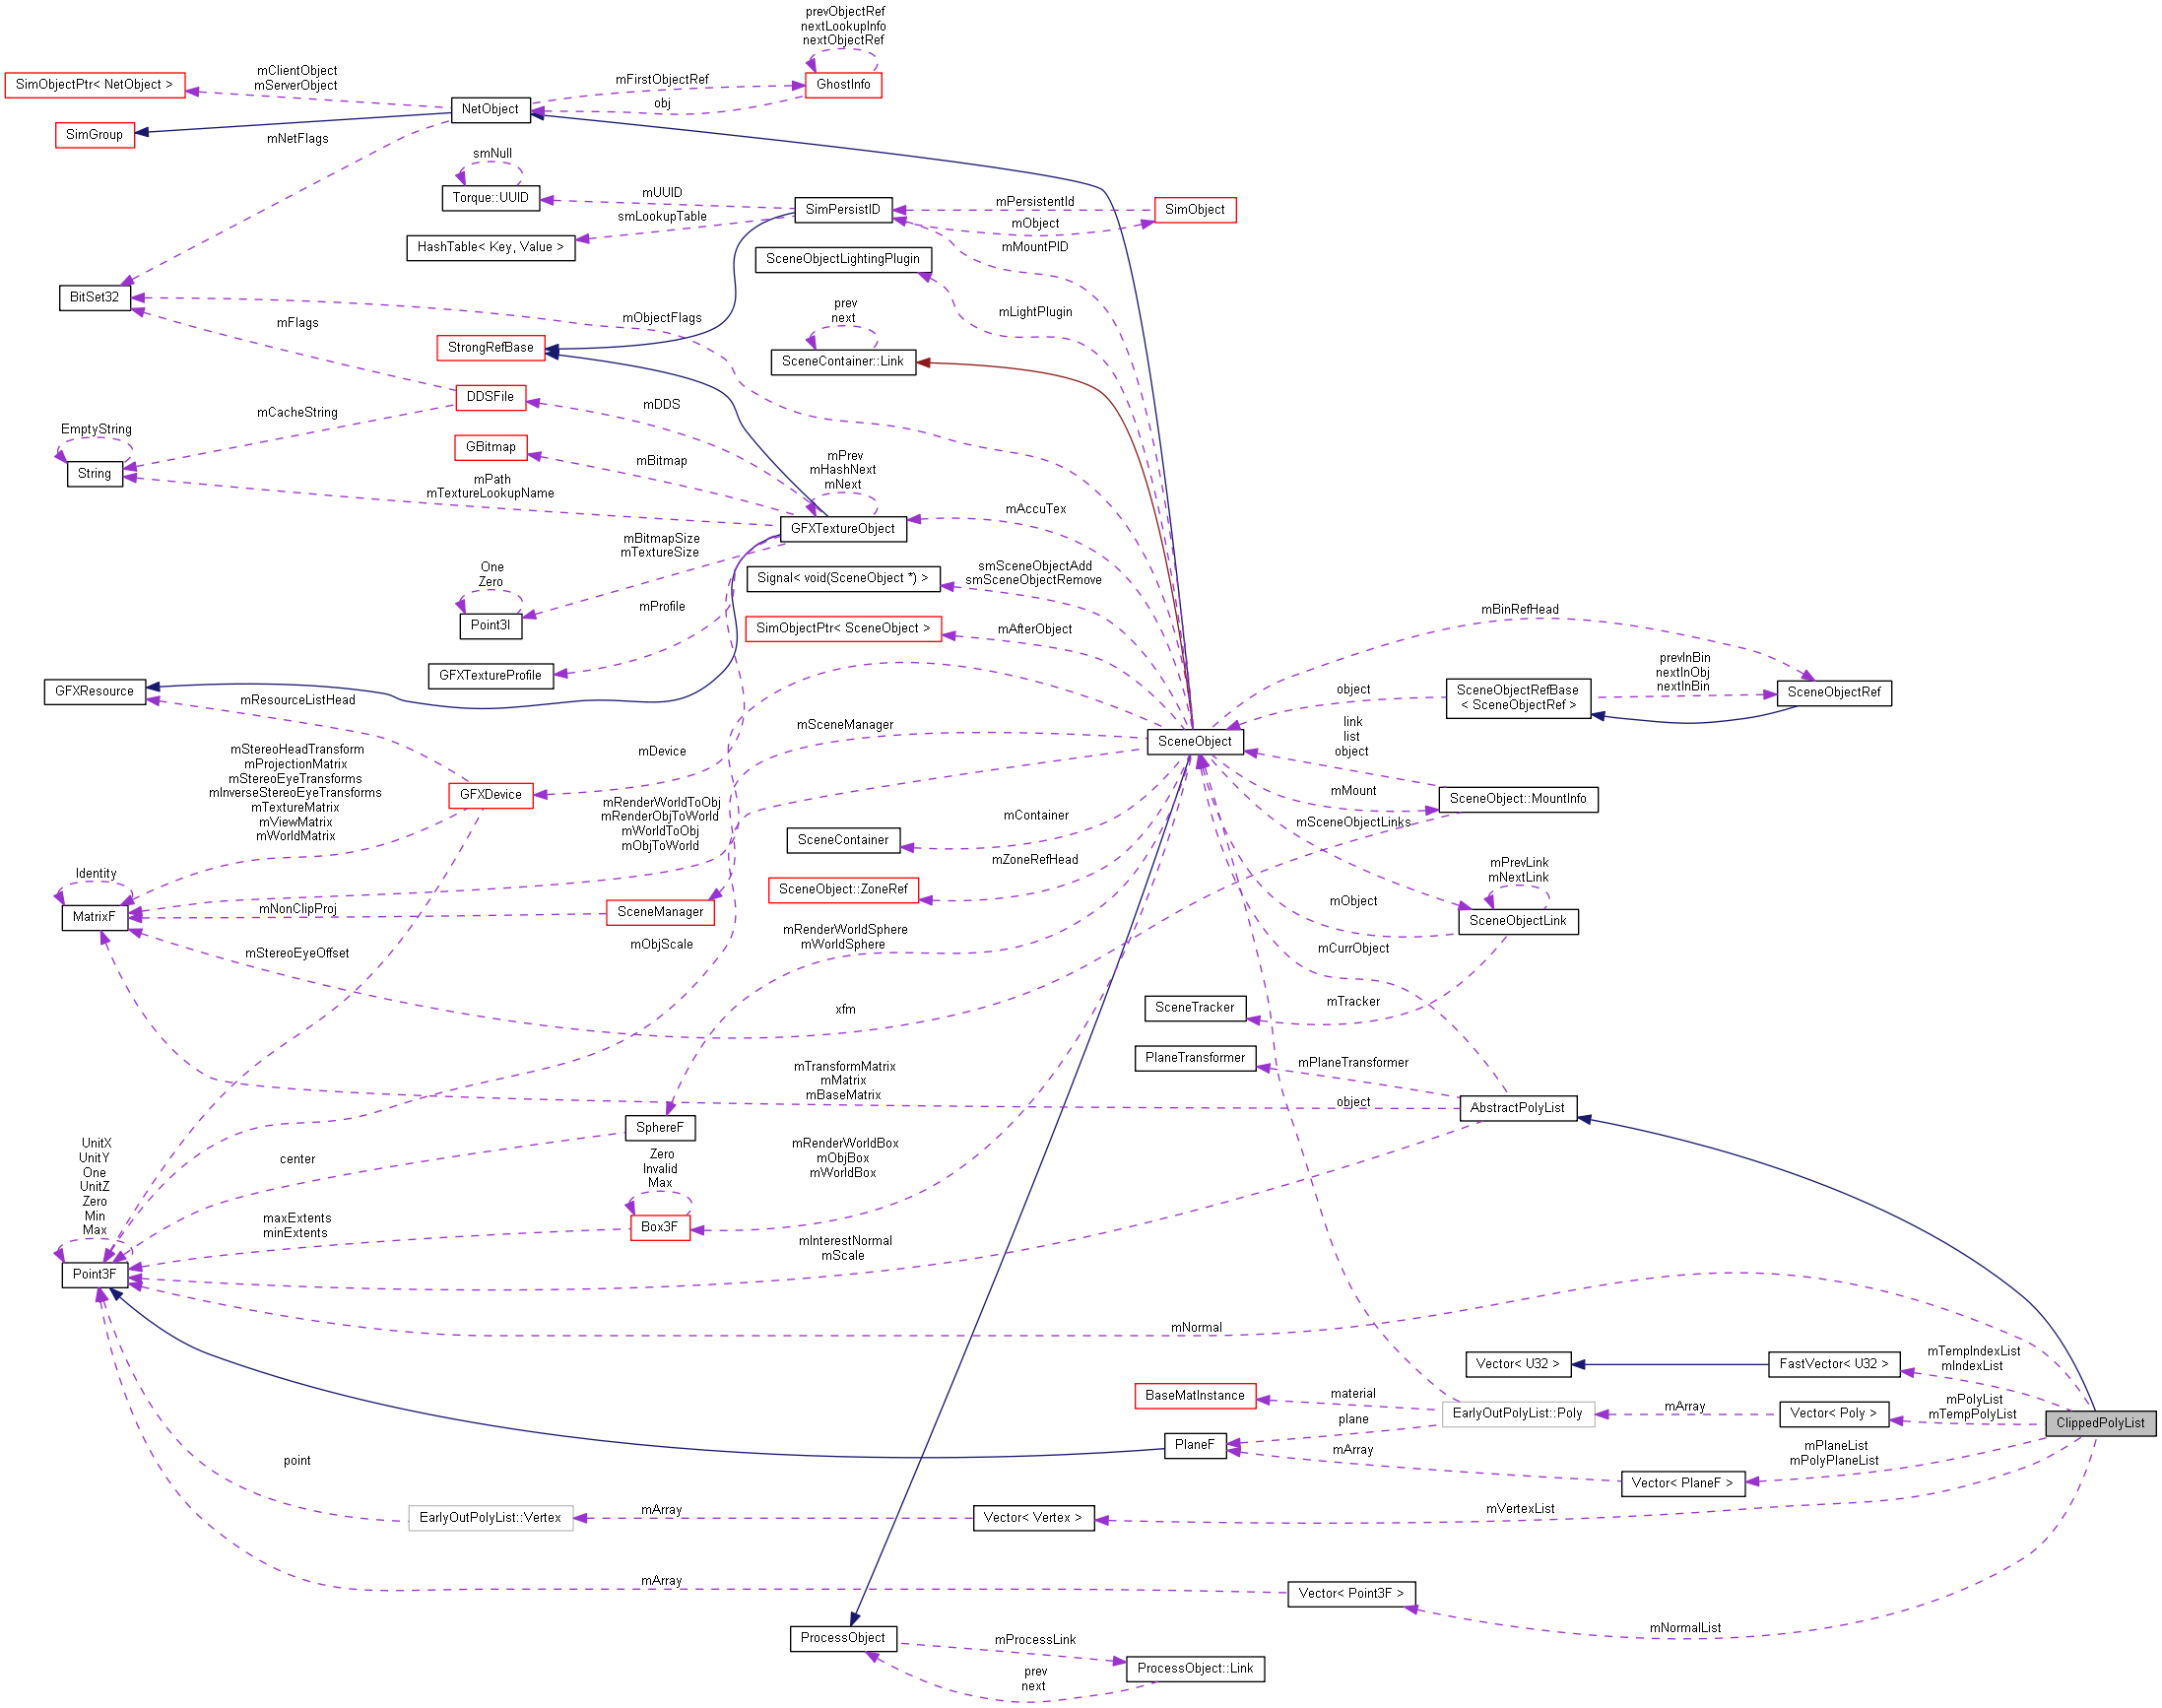 prevObjectRef
nextLookupInfo
nextObjectRef
mClientObject
mServerObject
SimObjectPtr< NetObject >
mFirstObjectRef
GhostInfo
obj
NetObject
SimGroup
mNetFlags
smNull
Torque::UUID
mUUID
smLookupTable
SimPersistID
mPersistentId
mObject
SimObject
HashTable< Key, Value >
mMountPID
SceneObjectLightingPlugin
BitSet32
mFlags
mObjectFlags
prev
next
mLightPlugin
StrongRefBase
SceneContainer::Link
DDSFile
mDDS
mCacheString
EmptyString
String
GBitmap
mBitmap
mPrev
mHashNext
mNext
mPath
mTextureLookupName
GFXTextureObject
mAccuTex
mBitmapSize
mTextureSize
One
Zero
Point3I
Signal< void(SceneObject *) >
smSceneObjectAdd
smSceneObjectRemove
mProfile
SimObjectPtr< SceneObject >
mAfterObject
mBinRefHead
GFXTextureProfile
GFXResource
mResourceListHead
object
SceneObjectRefBase
< SceneObjectRef >
prevInBin
nextInObj
nextInBin
SceneObjectRef
mSceneManager
mDevice
SceneObject
link
list
object
mStereoHeadTransform
mProjectionMatrix
mStereoEyeTransforms
mInverseStereoEyeTransforms
mTextureMatrix
mViewMatrix
mWorldMatrix
GFXDevice
mRenderWorldToObj
mRenderObjToWorld
mWorldToObj
mObjToWorld
mMount
SceneObject::MountInfo
SceneContainer
mContainer
mSceneObjectLinks
mZoneRefHead
SceneObject::ZoneRef
mPrevLink
mNextLink
Identity
MatrixF
mNonClipProj
SceneManager
mObject
SceneObjectLink
mRenderWorldSphere
mWorldSphere
mObjScale
mStereoEyeOffset
mCurrObject
xfm
SceneTracker
mTracker
PlaneTransformer
mPlaneTransformer
mTransformMatrix
mMatrix
mBaseMatrix
object
AbstractPolyList
SphereF
center
Zero
Invalid
Max
mRenderWorldBox
mObjBox
mWorldBox
UnitX
UnitY
One
UnitZ
Zero
Min
Max
maxExtents
minExtents
Box3F
mInterestNormal
mScale
Point3F
mNormal
Vector< U32 >
FastVector< U32 >
mTempIndexList
mIndexList
BaseMatInstance
material
EarlyOutPolyList::Poly
mArray
Vector< Poly >
mPolyList
mTempPolyList
ClippedPolyList
plane
PlaneF
mArray
Vector< PlaneF >
mPlaneList
mPolyPlaneList
point
EarlyOutPolyList::Vertex
mArray
Vector< Vertex >
mVertexList
mArray
Vector< Point3F >
mNormalList
ProcessObject
mProcessLink
ProcessObject::Link
prev
next